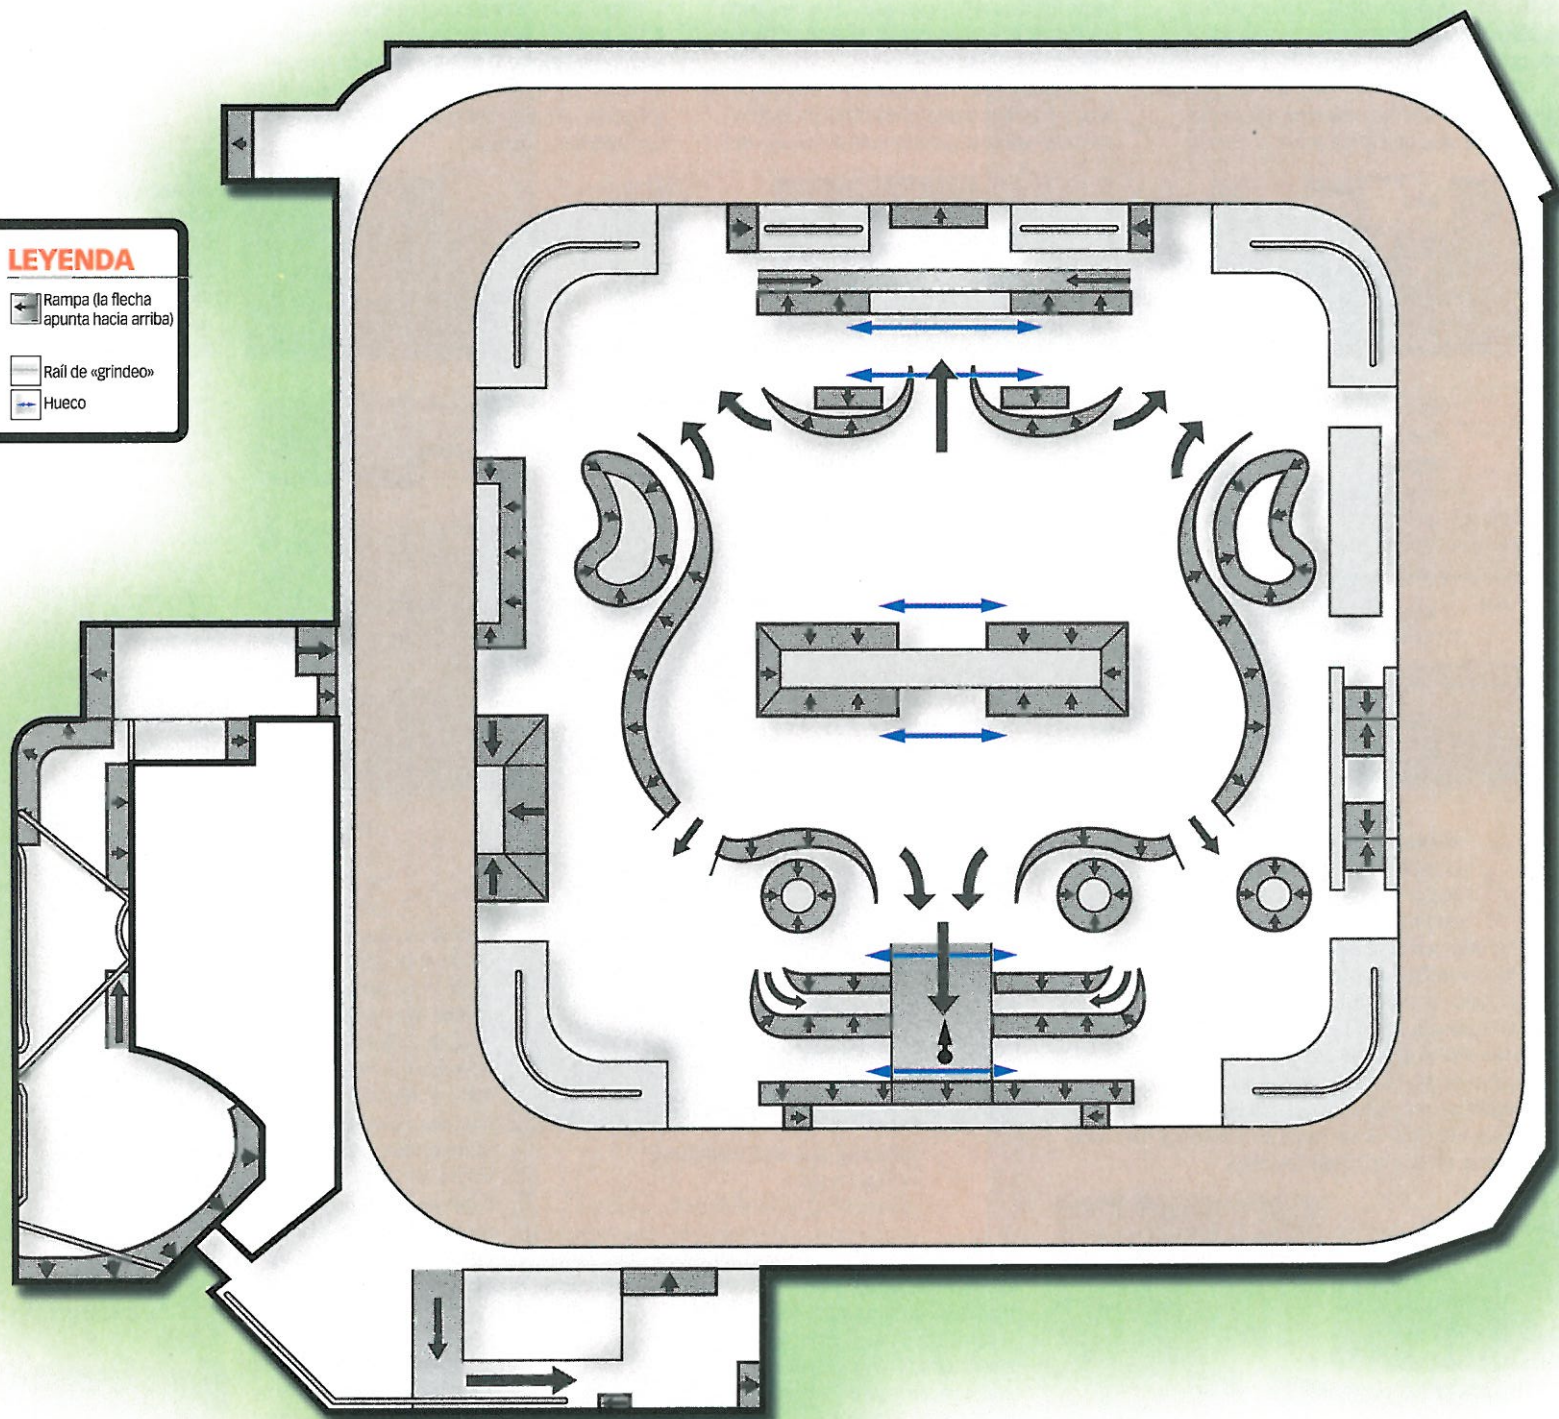 LEYENDA
Rampa (la flecha
apunta hacia arriba)
Raíl de «grindeo»
Hueco